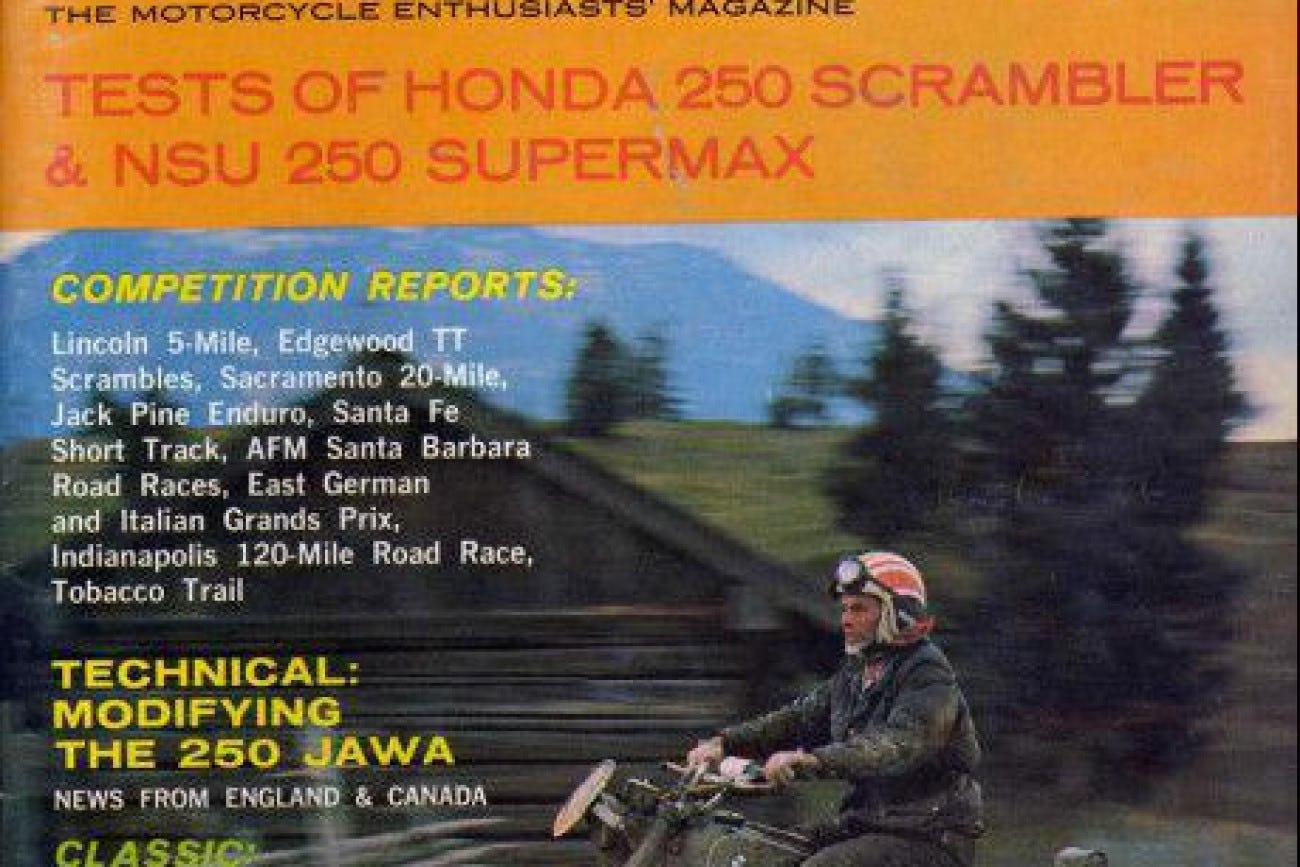 THE MOTORCYCLE ENTHUSIASTS' MAGAZINE
TESTS OF HONDA 250 SCRAMBLER
& NSU 250 SUPERMAX
COMPETITION REPORTS:
Lincoln 5-Mile, Edgewood TT
Scrambles, Sacramento 20-Mile,
Jack Pine Enduro, Santa Fe
Short Track, AFM Santa Barbara
Road Races, East German
and Italian Grands Prix,
Indianapolis 120-Mile Road Race,
Tobacco Trail
TECHNICAL:
MODIFYING
THE 250 JAWA
NEWS FROM ENGLAND & CANADA
CLASSIC: